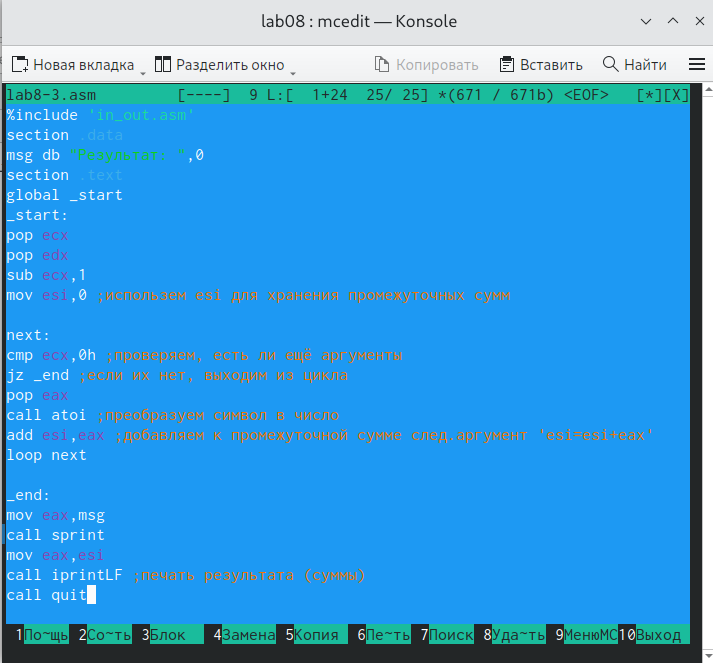 lab08 : mcedit — Konsole
Новая вкладка Разделить окно Копировать Вставить Найти
lab8-3.asm [----] 9 L:[ 1+24 25/ 25] *(671 / 671b) <EOF> [*][X]
%include 'in_out.asm'
section .data
msg db "Результат: ",0
section .text
global _start
_start:
pop ecx
pop edx
sub ecx,1
mov esi,0 ;использем esi для хранения промежуточных сумм
next:
cmp ecx,0h ;проверяем, есть ли ещё аргументы
jz _end ;если их нет, выходим из цикла
pop eax
call atoi ;преобразуем символ в число
add esi,eax ;добавляем к промежуточной сумме след.аргумент 'esi=esi+eax'
loop next
_end:
mov eax,msg
call sprint
mov eax,esi
call iprintLF ;печать результата (суммы)
call quit
1По~щь 2Со~ть 3Блок 4Замена 5Копия 6Пе~ть 7Поиск 8Уда~ть 9МенюМС 10Выход